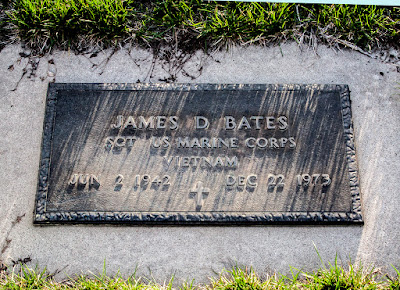 JAMES D BATES
SGT US MARINE CORPS
VIETNAM
JUN 2 1942 DEC 22 1973